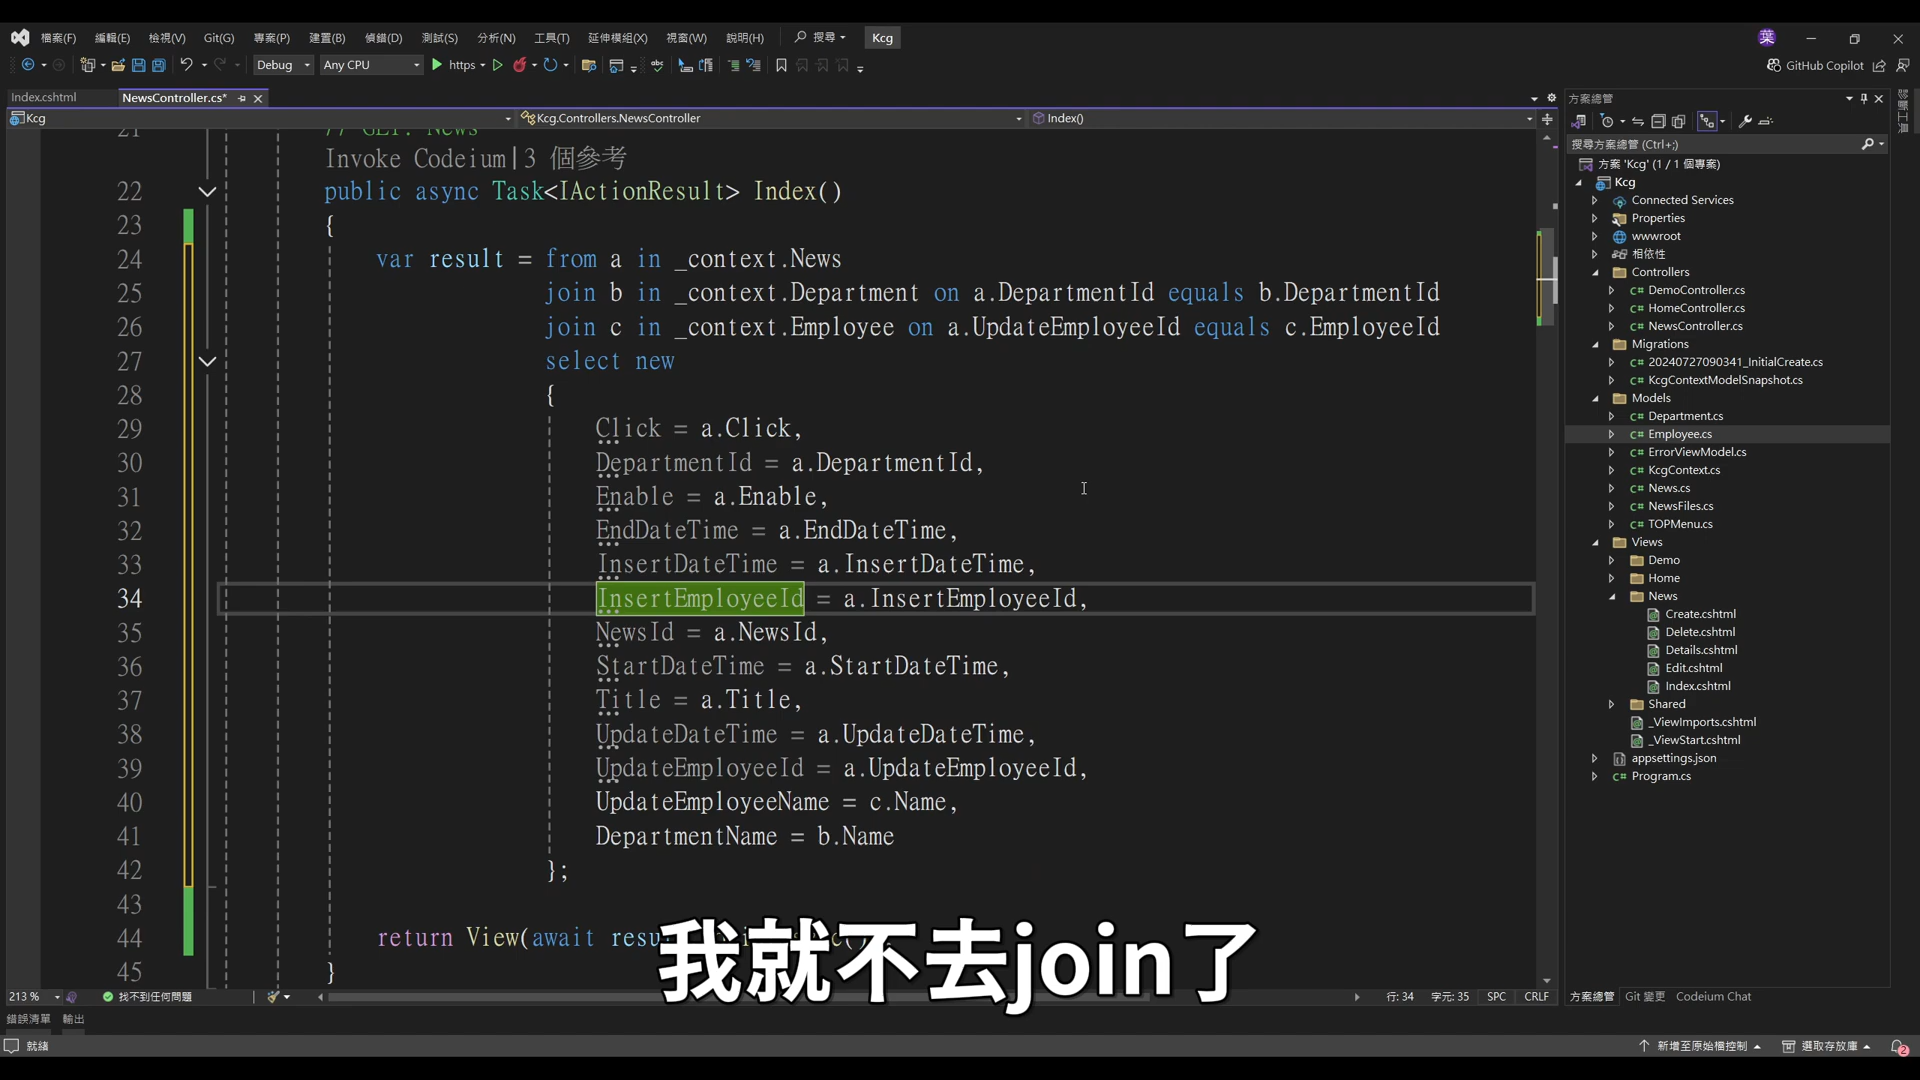 檔案(F) 編輯(E) 檢視(V) Git(G) 專案(P) 建置(B) 偵錯(D) 測試(S) 分析(N) 工具(T) 延伸模組(X) 視窗(W) 說明(H) 搜尋 Kcg 葉
Debug Any CPU https GitHub Copilot
Index.cshtml NewsController.cs*
Kcg Kcg.Controllers.NewsController Index()
21 // GET: News
Invoke Codeium|3 個參考
22 public async Task<IActionResult> Index()
23 {
24 var result = from a in _context.News
25 join b in _context.Department on a.DepartmentId equals b.DepartmentId
26 join c in _context.Employee on a.UpdateEmployeeId equals c.EmployeeId
27 select new
28 {
29 Click = a.Click,
30 DepartmentId = a.DepartmentId,
31 Enable = a.Enable,
32 EndDateTime = a.EndDateTime,
33 InsertDateTime = a.InsertDateTime,
34 InsertEmployeeId = a.InsertEmployeeId,
35 NewsId = a.NewsId,
36 StartDateTime = a.StartDateTime,
37 Title = a.Title,
38 UpdateDateTime = a.UpdateDateTime,
39 UpdateEmployeeId = a.UpdateEmployeeId,
40 UpdateEmployeeName = c.Name,
41 DepartmentName = b.Name
42 };
43
44 return View(await resu
45 }
我就不去join了
213 % 找不到任何問題 行: 34 字元: 35 SPC CRLF
錯誤清單 輸出
就緒 新增至原始檔控制 選取存放庫 2
方案總管
搜尋方案總管 (Ctrl+;)
方案 'Kcg' (1 / 1 個專案)
Kcg
Connected Services
Properties
wwwroot
相依性
Controllers
C# DemoController.cs
C# HomeController.cs
C# NewsController.cs
Migrations
C# 20240727090341_InitialCreate.cs
C# KcgContextModelSnapshot.cs
Models
C# Department.cs
C# Employee.cs
C# ErrorViewModel.cs
C# KcgContext.cs
C# News.cs
C# NewsFiles.cs
C# TOPMenu.cs
Views
Demo
Home
News
Create.cshtml
Delete.cshtml
Details.cshtml
Edit.cshtml
Index.cshtml
Shared
_ViewImports.cshtml
_ViewStart.cshtml
appsettings.json
C# Program.cs
方案總管 Git 變更 Codeium Chat
診斷工具